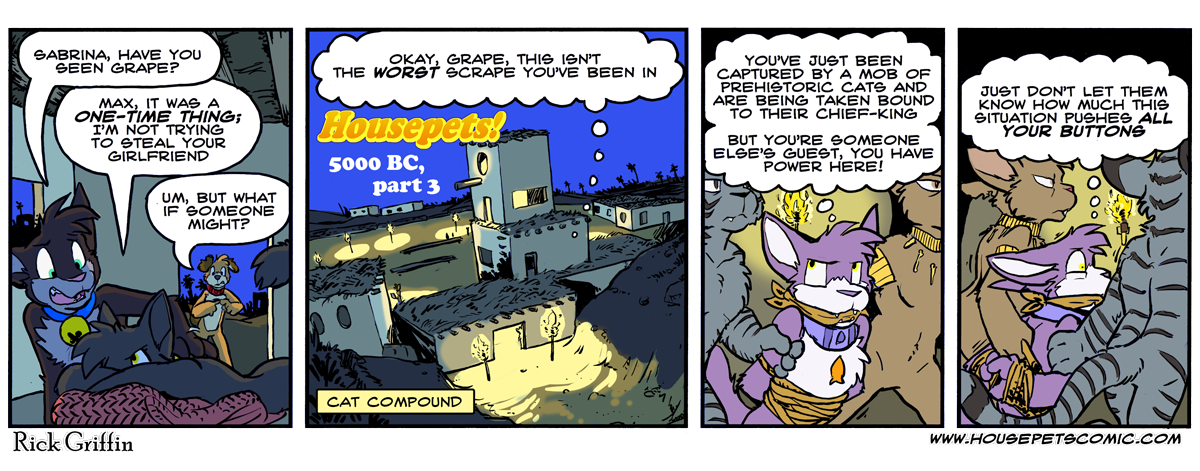 SABRINA, HAVE YOU
SEEN GRAPE?
MAX, IT WAS A
ONE-TIME THING;
I'M NOT TRYING
TO STEAL YOUR
GIRLFRIEND
UM, BUT WHAT
IF SOMEONE
MIGHT?
OKAY, GRAPE, THIS ISN'T
THE WORST SCRAPE YOU'VE BEEN IN
Housepets!
5000 BC,
part 3
CAT COMPOUND
YOU'VE JUST BEEN
CAPTURED BY A MOB OF
PREHISTORIC CATS AND
ARE BEING TAKEN BOUND
TO THEIR CHIEF-KING
BUT YOU'RE SOMEONE
ELSE'S GUEST, YOU HAVE
POWER HERE!
JUST DON'T LET THEM
KNOW HOW MUCH THIS
SITUATION PUSHES ALL
YOUR BUTTONS
Rick Griffin
WWW.HOUSEPETSCOMIC.COM